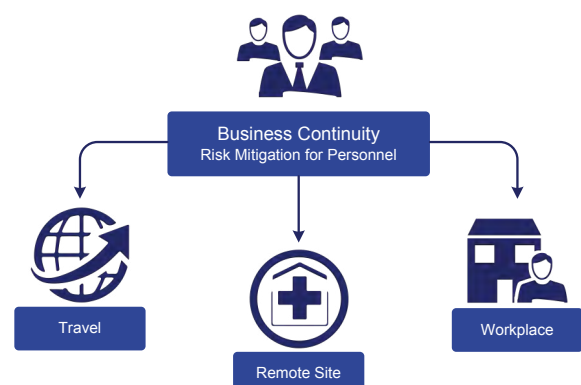 Business Continuity
Risk Mitigation for Personnel
Travel
Workplace
Remote Site